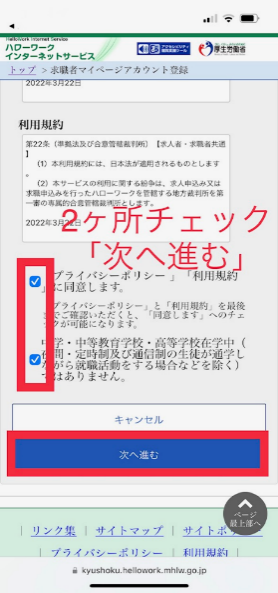 HelloWork Internet Service
ハローワーク
インターネットサービス
厚生労働省
トップ > 求職者マイページアカウント登録
2022年3月22日
利用規約
第22条（準拠法及び合意管轄裁判所）【求人者・求職者共通
】
（1）本利用規約には、日本法が適用されるものとします
。
（2）本サービスの利用に関する紛争は、求人申込み又は
求職申込みを行ったハローワークを管轄する地方裁判所を第
一審の専属的合意管轄裁判所とします。
2022年3月
2ヶ所チェック
「次へ進む」
プライバシーポリシー」「利用規約
」に同意します。
プライバシーポリシー」と「利用規約」を最後
までご確認いただくと、「同意します」へのチェ
ックが可能になります。
中学・中等教育学校・高等学校在学中（
夜間・定時制及び通信制の生徒が通学し
ながら就職活動をする場合などを除く）
ではありません。
キャンセル
次へ進む
ページ
最上部へ
| リンク集 | サイトマップ | サイトポ
| プライバシーポリシー | 利用規約 |
kyushoku.hellowork.mhlw.go.jp